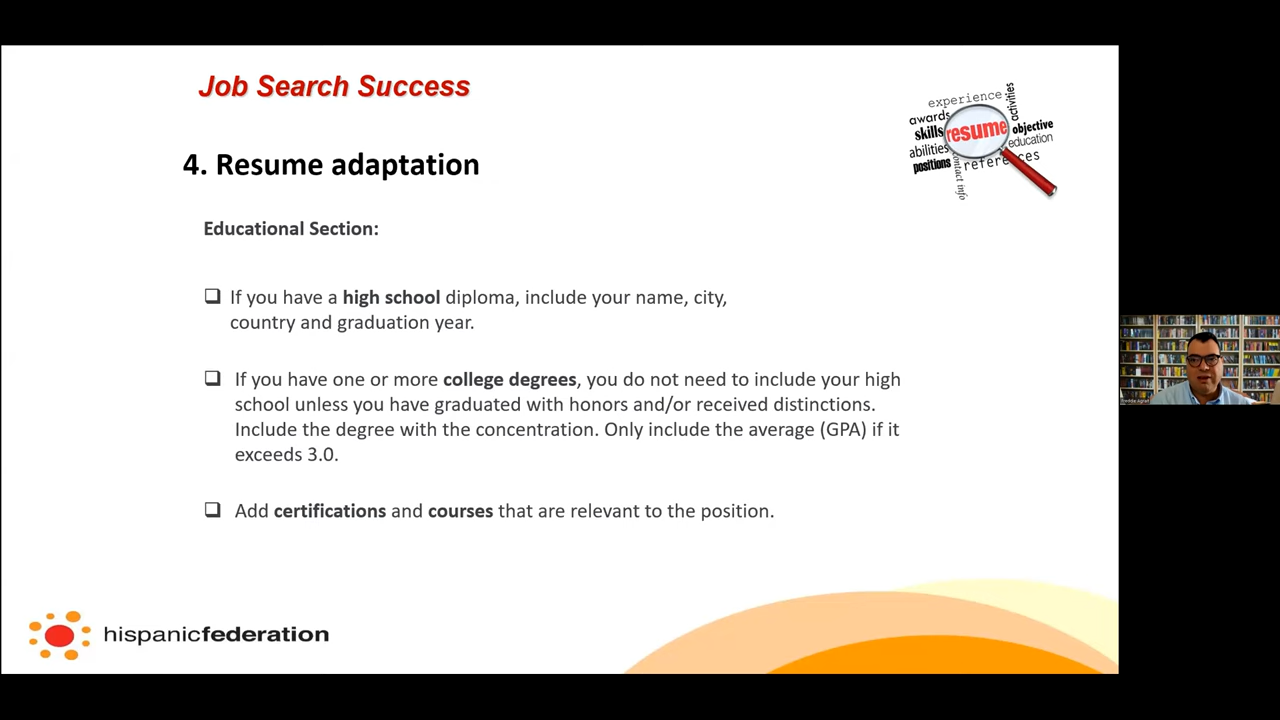 Job Search Success
experience
activities
awards
skills
resume
objective
abilities
education
positions
references
contact info
4. Resume adaptation
Educational Section:
If you have a high school diploma, include your name, city,
country and graduation year.
If you have one or more college degrees, you do not need to include your high
school unless you have graduated with honors and/or received distinctions.
Include the degree with the concentration. Only include the average (GPA) if it
exceeds 3.0.
Add certifications and courses that are relevant to the position.
hispanicfederation